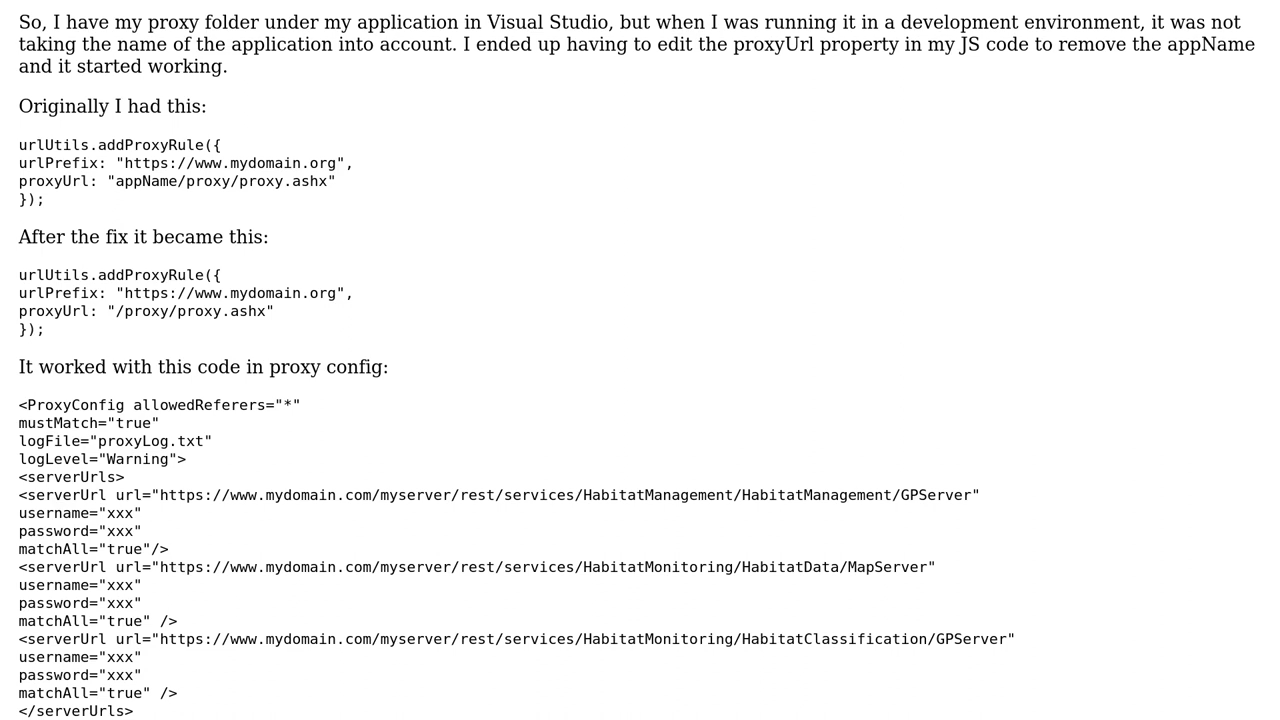 So, I have my proxy folder under my application in Visual Studio, but when I was running it in a development environment, it was not
taking the name of the application into account. I ended up having to edit the proxyUrl property in my JS code to remove the appName
and it started working.
Originally I had this:
urlUtils.addProxyRule({
urlPrefix: "https://www.mydomain.org",
proxyUrl: "appName/proxy/proxy.ashx"
});
After the fix it became this:
urlUtils.addProxyRule({
urlPrefix: "https://www.mydomain.org",
proxyUrl: "/proxy/proxy.ashx"
});
It worked with this code in proxy config:
<ProxyConfig allowedReferers="*"
mustMatch="true"
logFile="proxyLog.txt"
logLevel="Warning">
<serverUrls>
<serverUrl url="https://www.mydomain.com/myserver/rest/services/HabitatManagement/HabitatManagement/GPServer"
username="xxx"
password="xxx"
matchAll="true"/>
<serverUrl url="https://www.mydomain.com/myserver/rest/services/HabitatMonitoring/HabitatData/MapServer"
username="xxx"
password="xxx"
matchAll="true" />
<serverUrl url="https://www.mydomain.com/myserver/rest/services/HabitatMonitoring/HabitatClassification/GPServer"
username="xxx"
password="xxx"
matchAll="true" />
</serverUrls>